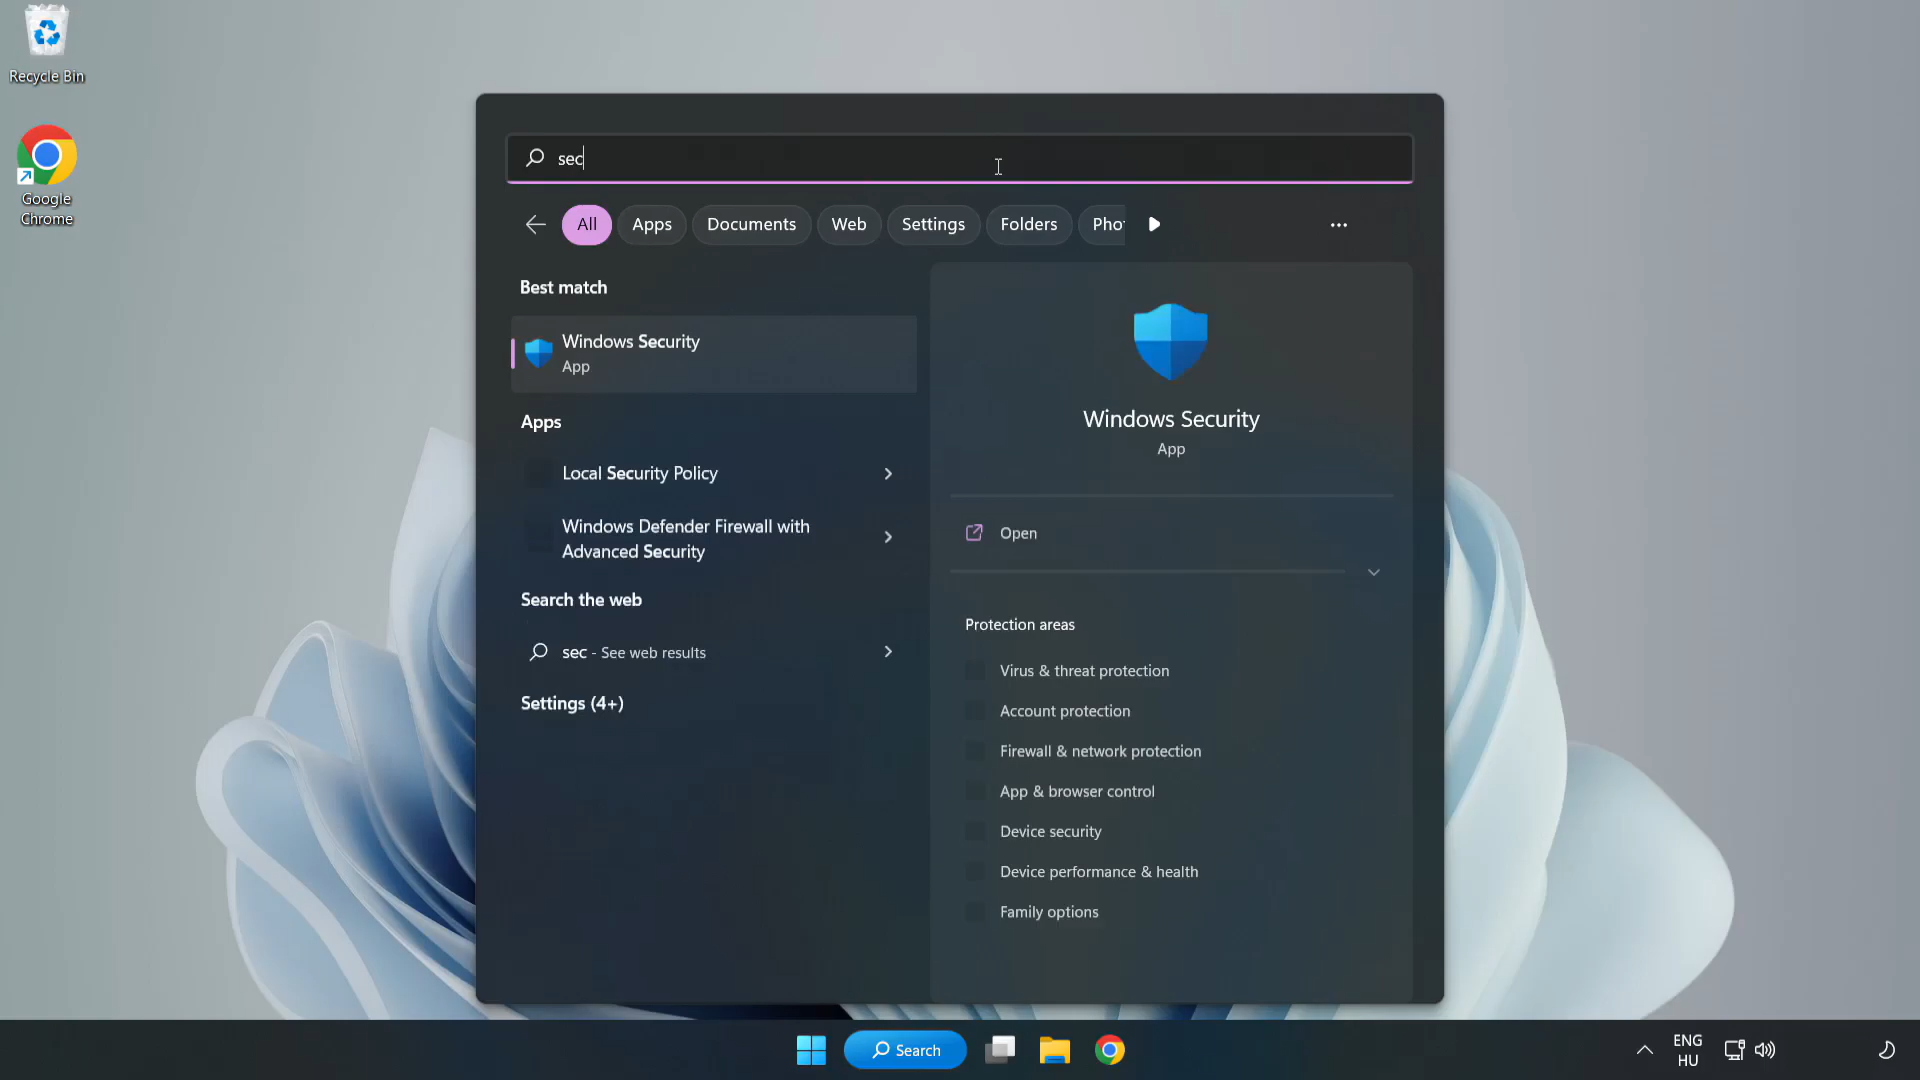 Recycle Bin
Google
Chrome
sec
All
Apps
Documents
Web
Settings
Folders
Best match
Windows Security
App
Apps
Local Security Policy
Windows Defender Firewall with
Advanced Security
Search the web
sec - See web results
Settings (4+)
Windows Security
App
Open
Protection areas
Virus & threat protection
Account protection
Firewall & network protection
App & browser control
Device security
Device performance & health
Family options
Search
ENG
HU